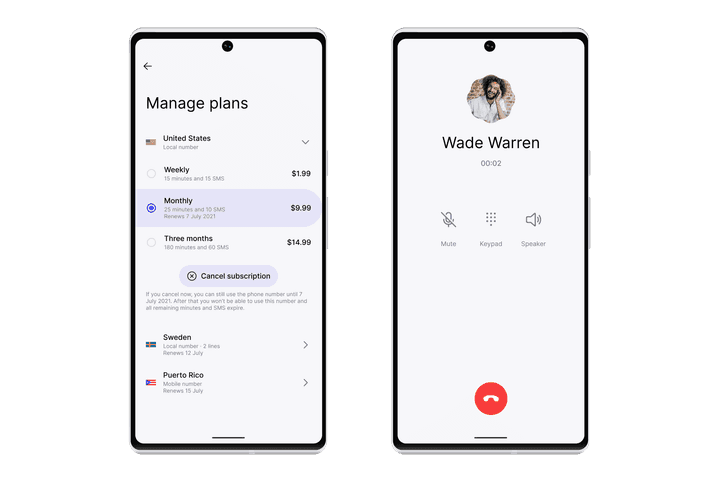 Manage plans
United States
Local number
Weekly
15 minutes and 15 SMS
$1.99
Monthly
25 minutes and 10 SMS
Renews 7 July 2021
$9.99
Three months
180 minutes and 60 SMS
$14.99
Cancel subscription
If you cancel now, you can still use the phone number until 7
July 2021. After that you won't be able to use this number and
all remaining minutes and SMS expire.
Sweden
Local number · 2 lines
Renews 12 July
Puerto Rico
Mobile number
Renews 15 July
Wade Warren
00:02
Mute
Keypad
Speaker